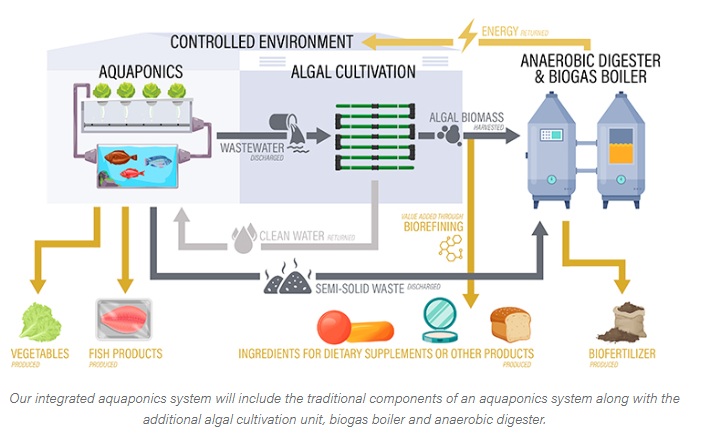 ENERGY RETURNED
CONTROLLED ENVIRONMENT
ANAEROBIC DIGESTER
& BIOGAS BOILER
AQUAPONICS
ALGAL CULTIVATION
ALGAL BIOMASS
HARVESTED
WASTEWATER
DISCHARGED
VALUE ADDED THROUGH
BIOREFINING
CLEAN WATER RETURNED
SEMI-SOLID WASTE DISCHARGED
VEGETABLES
PRODUCED
FISH PRODUCTS
PRODUCED
INGREDIENTS FOR DIETARY SUPPLEMENTS OR OTHER PRODUCTS
PRODUCED
BIOFERTILIZER
PRODUCED
Our integrated aquaponics system will include the traditional components of an aquaponics system along with the
additional algal cultivation unit, biogas boiler and anaerobic digester.